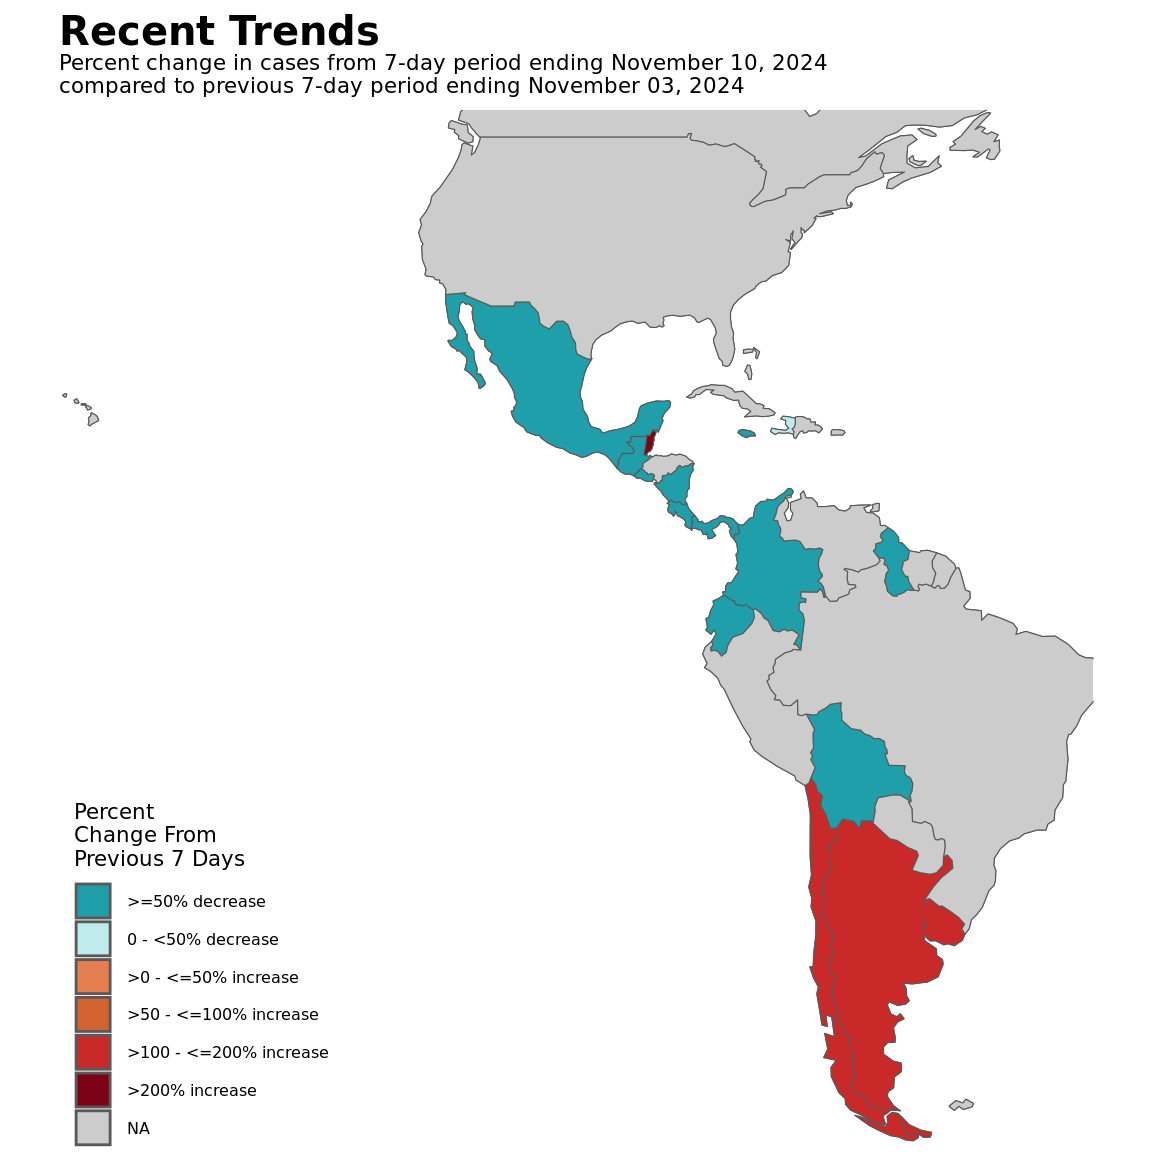 Recent Trends
Percent change in cases from 7-day period ending November 10, 2024
compared to previous 7-day period ending November 03, 2024
Percent
Change From
Previous 7 Days
>=50% decrease
0 - <50% decrease
>0 - <=50% increase
>50 - <=100% increase
>100 - <=200% increase
>200% increase
NA